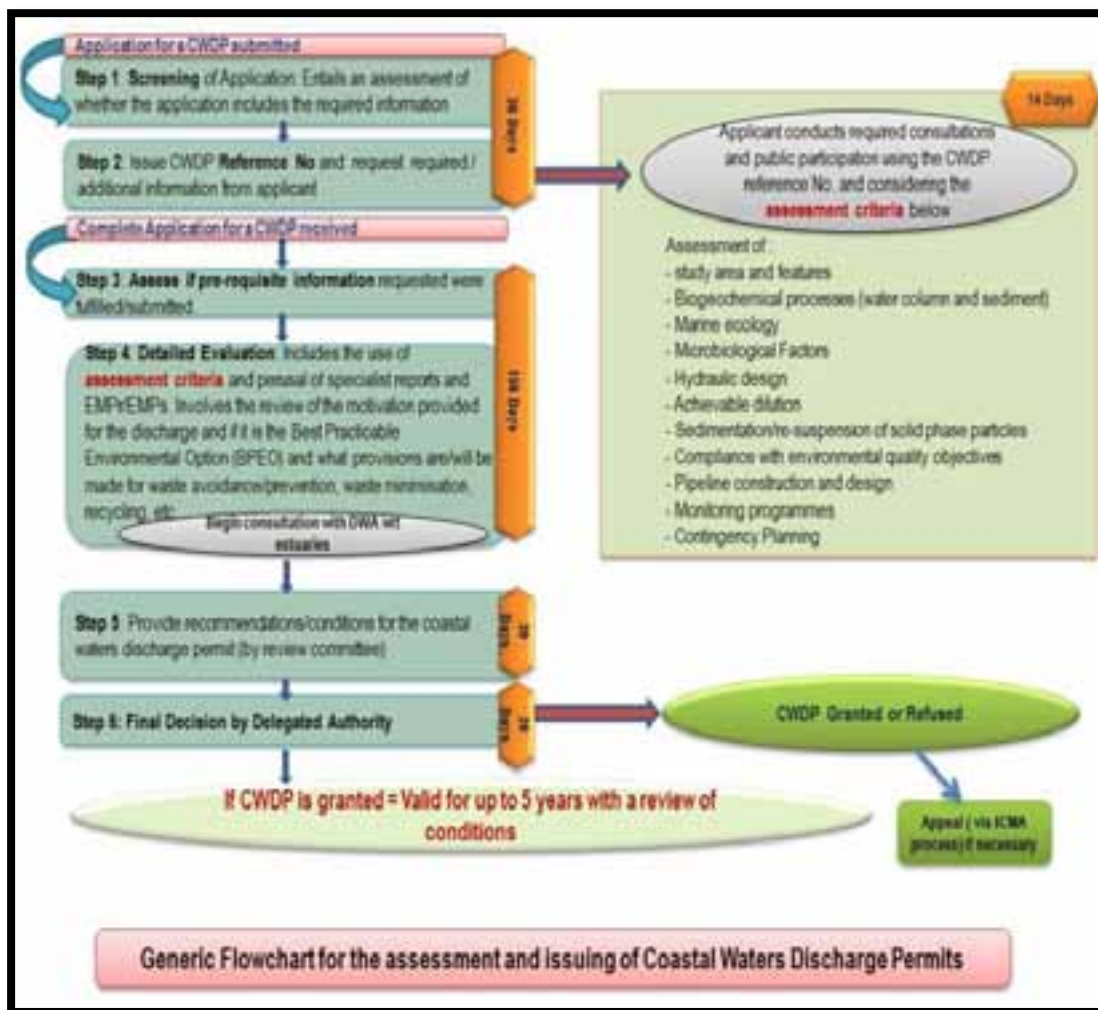 Application for a CWDP submitted
Step 1: Screening of Application: Entails an assessment of
whether the application includes the required information
Days
Step 2: Issue CWDP Reference No and request required /
additional information from applicant
Complete Application for a CWDP received
Step 3: Assess if pre-requisite information requested were
fulfilled/submitted
Step 4: Detailed Evaluation: Includes the use of
assessment criteria and perusal of specialist reports and
EMPr/EMPs. Involves the review of the motivation provided
for the discharge and if it is the Best Practicable
Environmental Option (BPEO) and what provisions are/will be
made for waste avoidance/prevention, waste minimisation,
recycling, etc
Days
Begin consultation with DWA wrt
estuaries
Step 5: Provide recommendations/conditions for the coastal
waters discharge permit (by review committee)
Days
Step 6: Final Decision by Delegated Authority
Days
If CWDP is granted = Valid for up to 5 years with a review of
conditions
14 Days
Applicant conducts required consultations
and public participation using the CWDP
reference No. and considering the
assessment criteria below
Assessment of :
- study area and features
- Biogeochemical processes (water column and sediment)
- Marine ecology
- Microbiological Factors
- Hydraulic design
- Achievable dilution
- Sedimentation/re-suspension of solid phase particles
- Compliance with environmental quality objectives
- Pipeline construction and design
- Monitoring programmes
- Contingency Planning
CWDP Granted or Refused
Appeal ( via ICMA
process) if necessary
Generic Flowchart for the assessment and issuing of Coastal Waters Discharge Permits